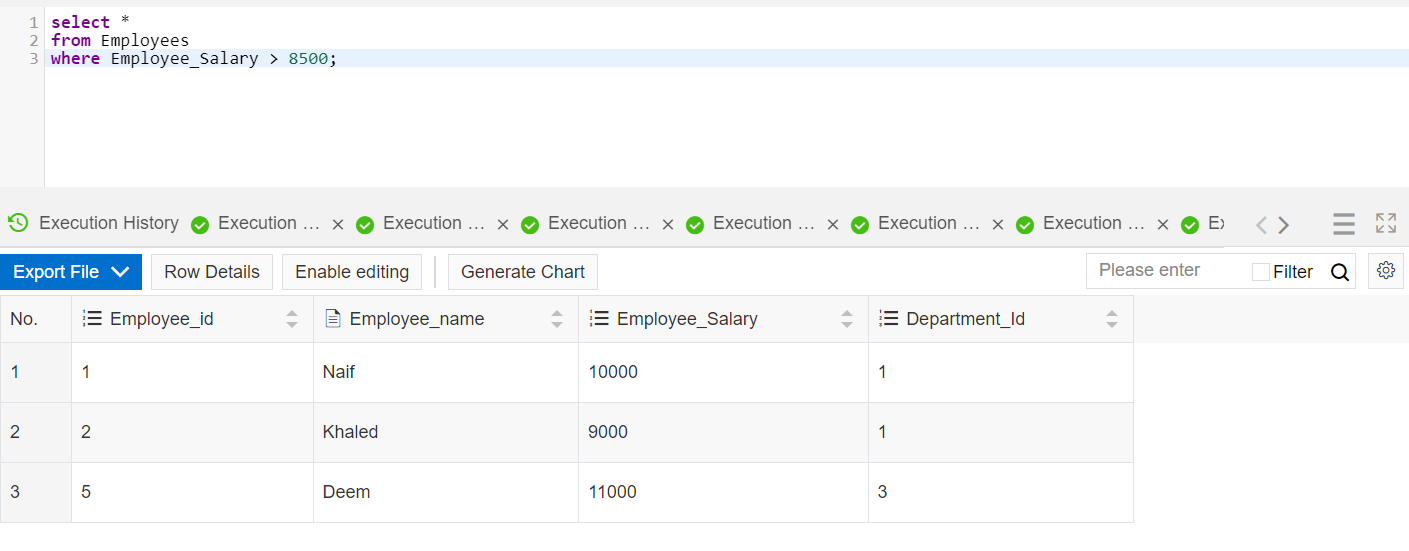 1 select *
2 from Employees
3 where Employee_Salary > 8500;
Execution History Execution ... × Execution ... × Execution ... × Execution ... × Execution ... × Execution ... × Ex
Export File Row Details Enable editing Generate Chart Please enter Filter
No. Employee_id Employee_name Employee_Salary Department_Id
1 1 Naif 10000 1
2 2 Khaled 9000 1
3 5 Deem 11000 3